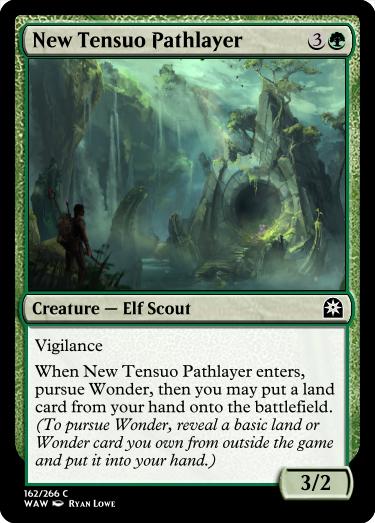 New Tensuo Pathlayer 3
Creature — Elf Scout
Vigilance
When New Tensuo Pathlayer enters,
pursue Wonder, then you may put a land
card from your hand onto the battlefield.
(To pursue Wonder, reveal a basic land or
Wonder card you own from outside the game
and put it into your hand.)
3/2
162/266 C
WAW Ryan Lowe